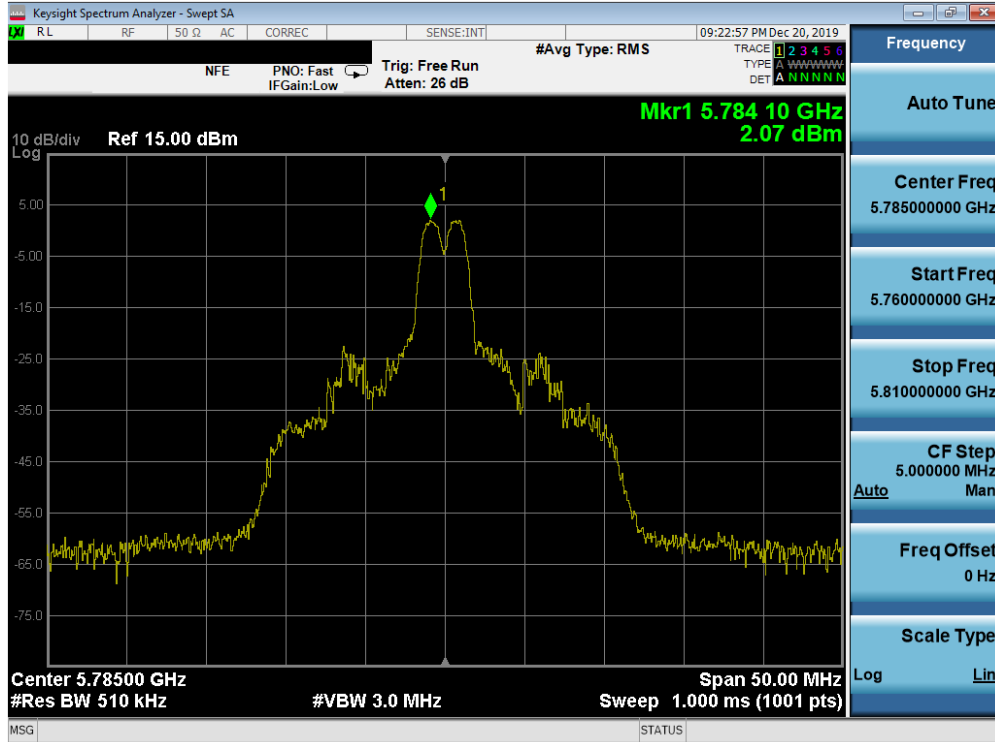 Keysight Spectrum Analyzer - Swept SA
LXI RL RF 50 Ω AC CORREC SENSE:INT 09:22:57 PM Dec 20, 2019
#Avg Type: RMS TRACE 1 2 3 4 5 6
NFE PNO: Fast Trig: Free Run TYPE A WWWWW
IFGain:Low Atten: 26 dB DET A N N N N N
Mkr1 5.784 10 GHz
2.07 dBm
10 dB/div Ref 15.00 dBm
Log
1
5.00
-5.00
-15.0
-25.0
-35.0
-45.0
-55.0
-65.0
-75.0
Center 5.78500 GHz Span 50.00 MHz
#Res BW 510 kHz #VBW 3.0 MHz Sweep 1.000 ms (1001 pts)
MSG STATUS
Frequency
Auto Tune
Center Freq
5.785000000 GHz
Start Freq
5.760000000 GHz
Stop Freq
5.810000000 GHz
CF Step
5.000000 MHz
Auto Man
Freq Offset
0 Hz
Scale Type
Log Lin